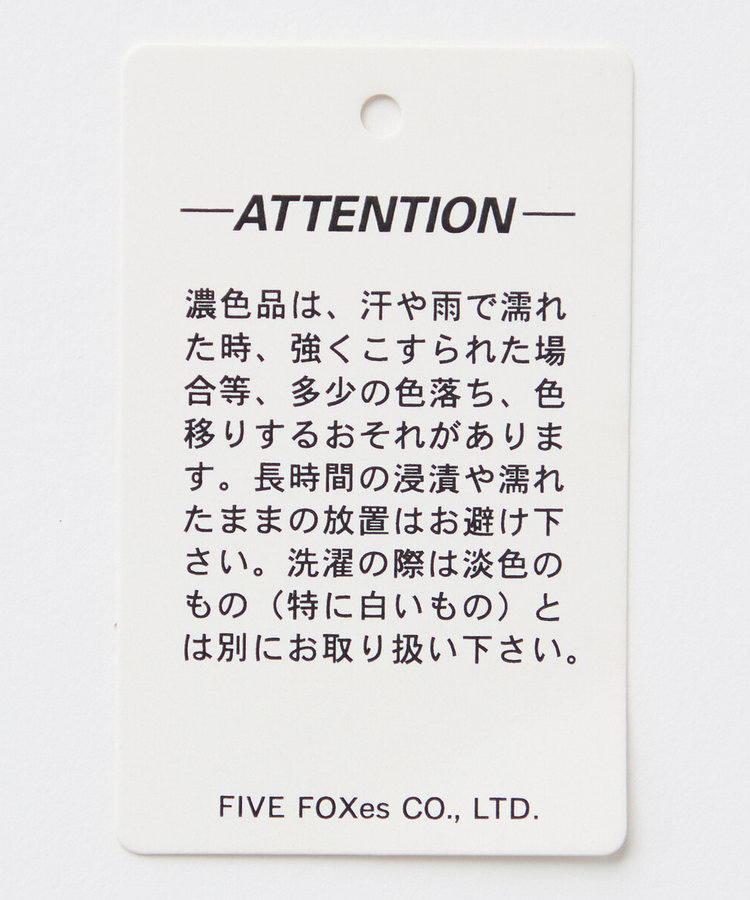 ATTENTION
濃色品は、汗や雨で濡れ
た時、強くこすられた場
合等、多少の色落ち、色
移りするおそれがありま
す。長時間の浸漬や濡れ
たままの放置はお避け下
さい。洗濯の際は淡色の
もの（特に白いもの）と
は別にお取り扱い下さい。
FIVE FOXes CO., LTD.